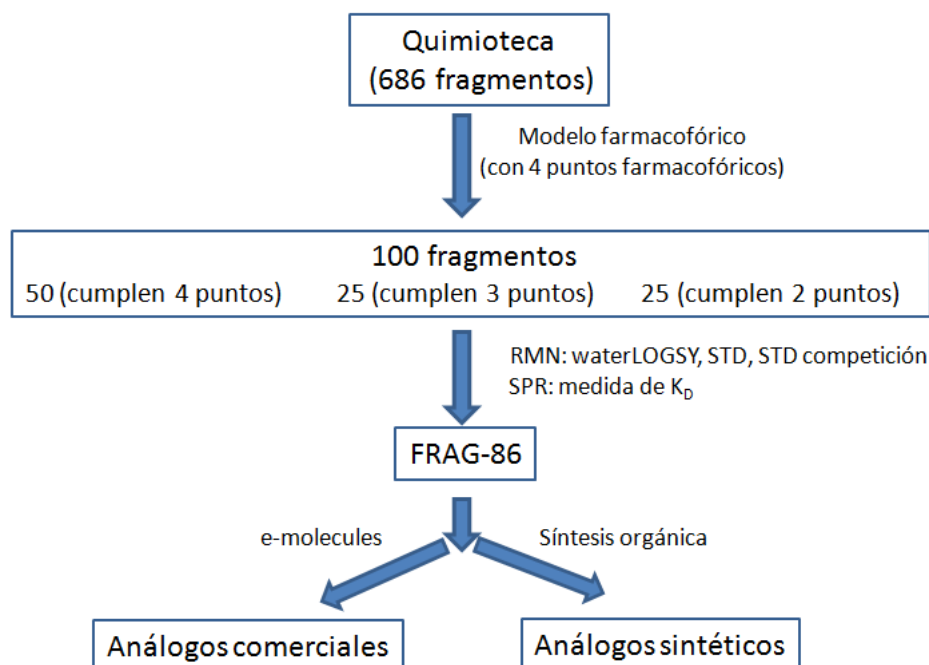 Quimioteca
(686 fragmentos)
Modelo farmacofórico
(con 4 puntos farmacofóricos)
100 fragmentos
50 (cumplen 4 puntos) 25 (cumplen 3 puntos) 25 (cumplen 2 puntos)
RMN: waterLOGSY, STD, STD competición
SPR: medida de K_D
FRAG-86
e-molecules Síntesis orgánica
Análogos comerciales Análogos sintéticos